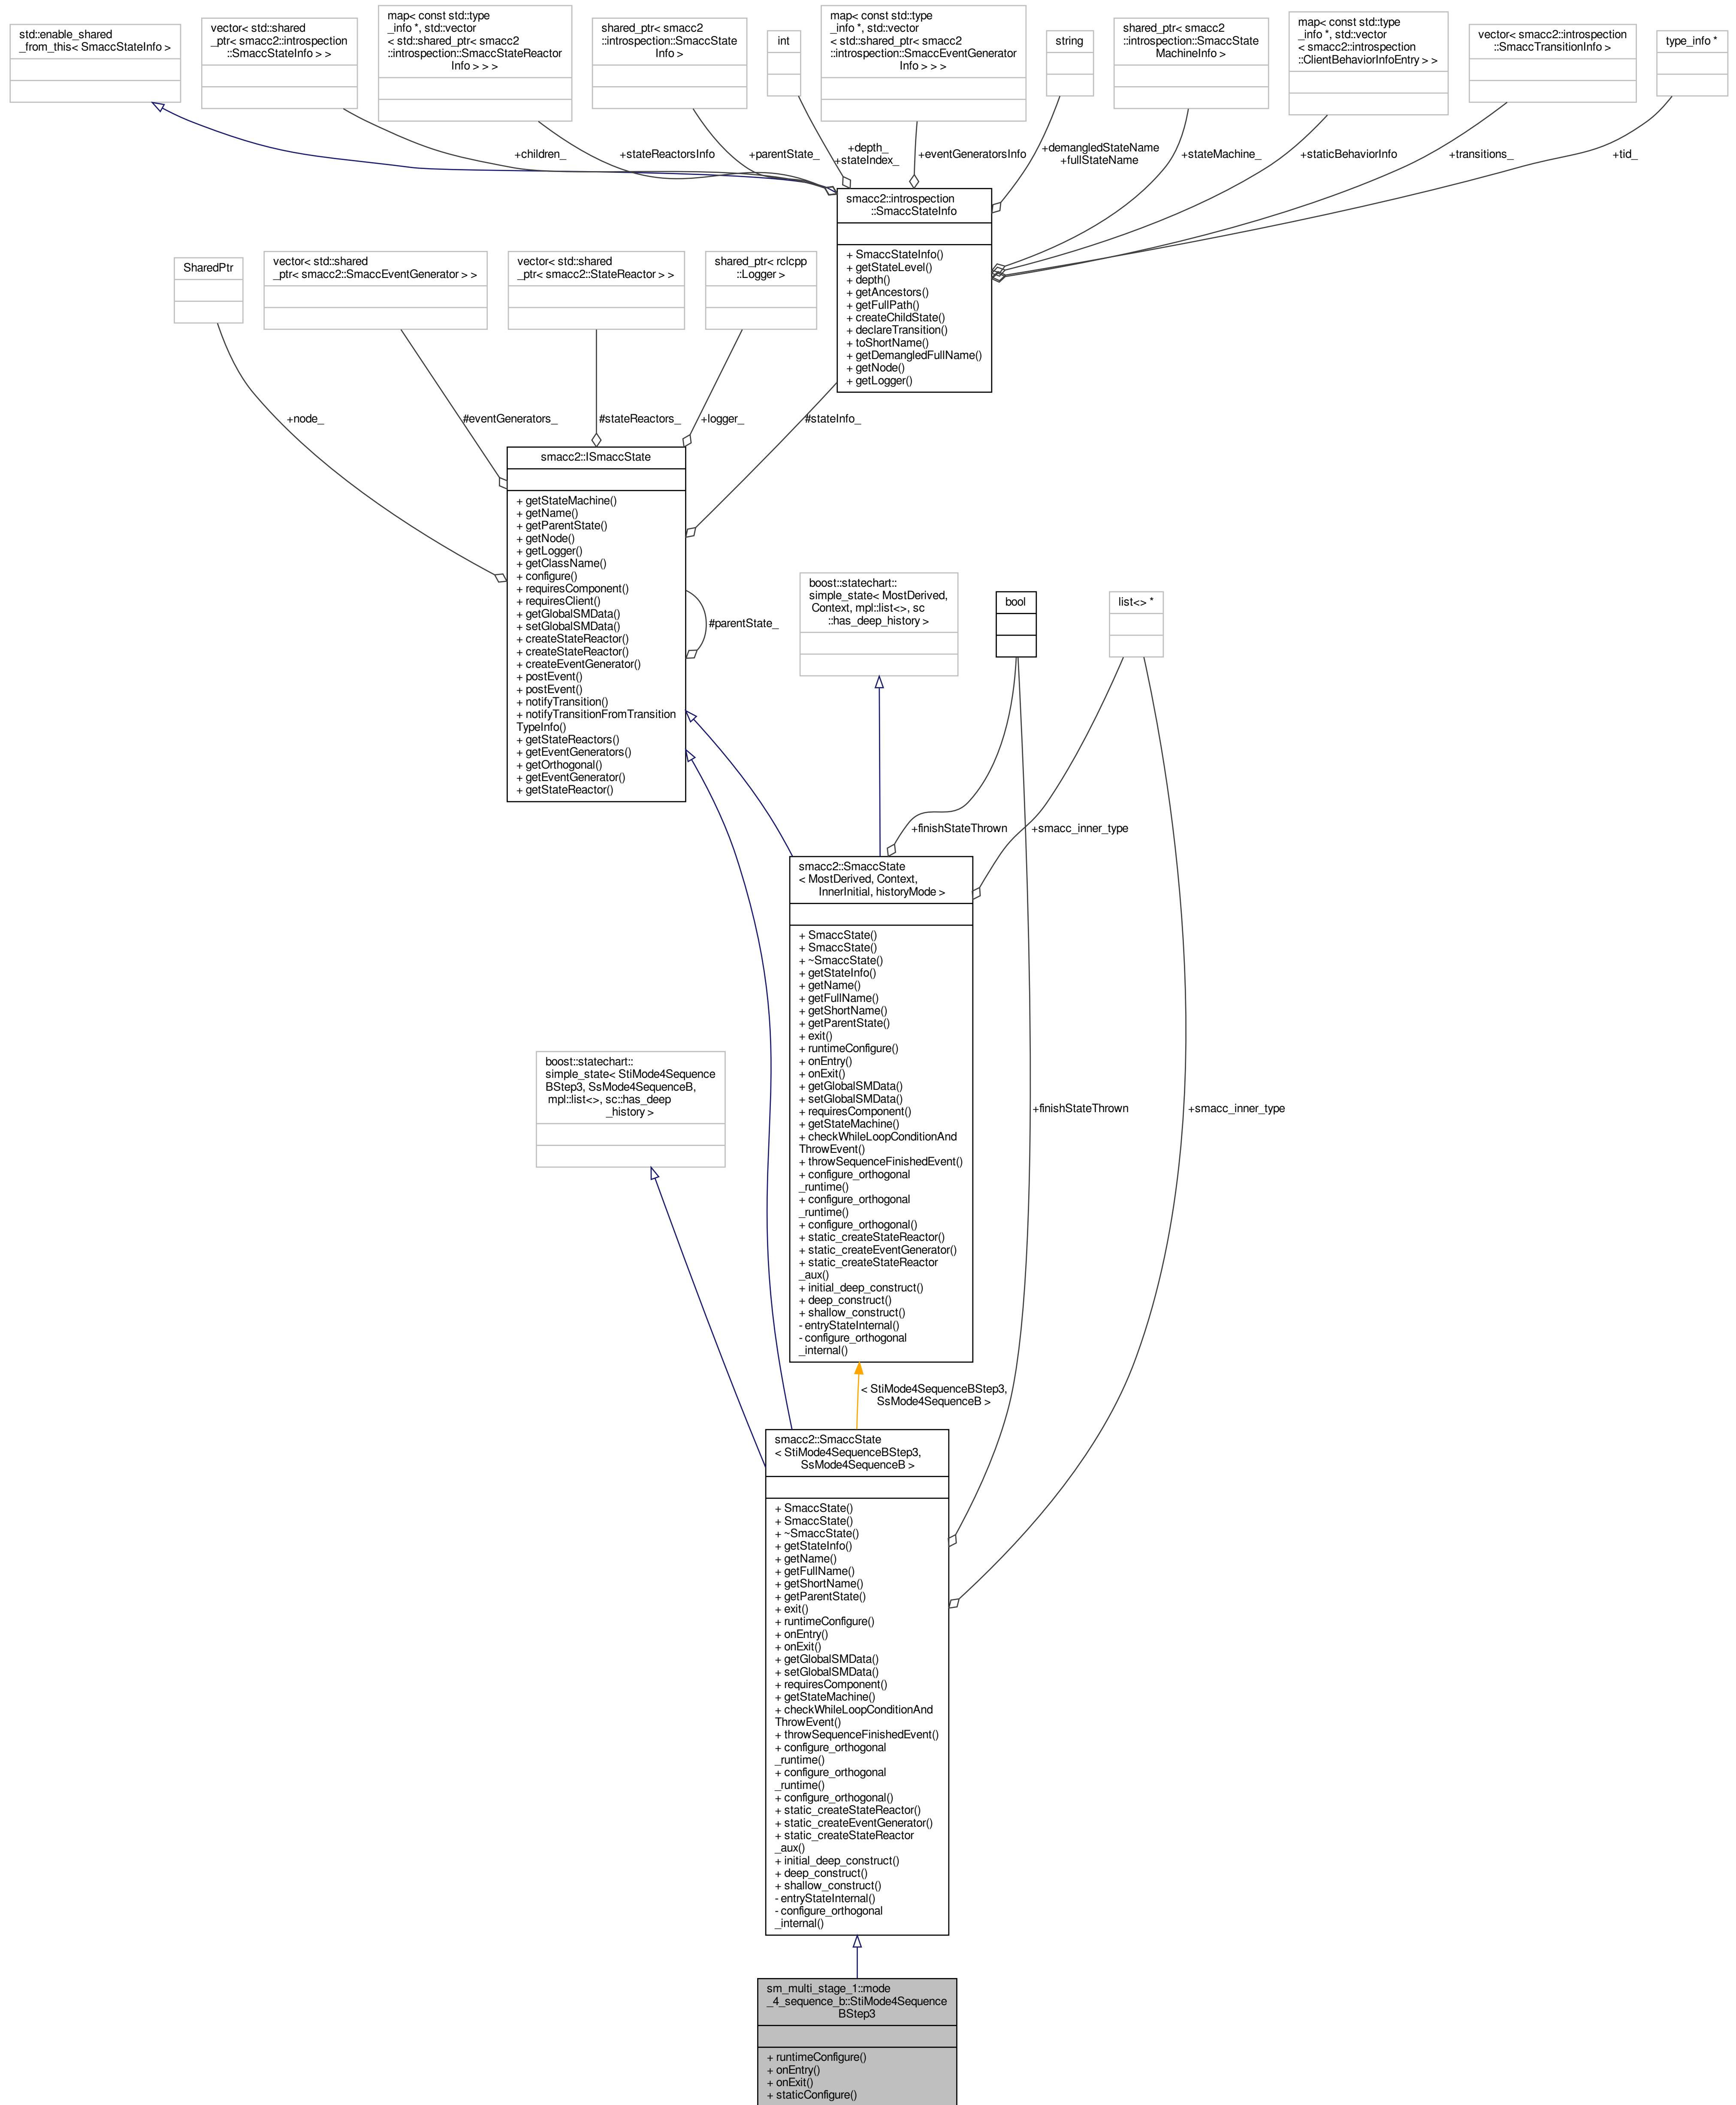 std::enable_shared
_from_this< SmaccStateInfo >
vector< std::shared
_ptr< smacc2::introspection
::SmaccStateInfo > >
map< const std::type
_info *, std::vector
< std::shared_ptr< smacc2
::introspection::SmaccStateReactor
Info > > >
shared_ptr< smacc2
::introspection::SmaccState
Info >
int
map< const std::type
_info *, std::vector
< std::shared_ptr< smacc2
::introspection::SmaccEventGenerator
Info > > >
string
shared_ptr< smacc2
::introspection::SmaccState
MachineInfo >
map< const std::type
_info *, std::vector
< smacc2::introspection
::ClientBehaviorInfoEntry > >
vector< smacc2::introspection
::SmaccTransitionInfo >
type_info *
+children_
+stateReactorsInfo
+parentState_
+depth_
+stateIndex_
+eventGeneratorsInfo
+demangledStateName
+fullStateName
+stateMachine_
+staticBehaviorInfo
+transitions_
+tid_
smacc2::introspection
::SmaccStateInfo
+ SmaccStateInfo()
+ getStateLevel()
+ depth()
+ getAncestors()
+ getFullPath()
+ createChildState()
+ declareTransition()
+ toShortName()
+ getDemangledFullName()
+ getNode()
+ getLogger()
SharedPtr
vector< std::shared
_ptr< smacc2::SmaccEventGenerator > >
vector< std::shared
_ptr< smacc2::StateReactor > >
shared_ptr< rclcpp
::Logger >
+node_
#eventGenerators_
#stateReactors_
+logger_
#stateInfo_
smacc2::ISmaccState
+ getStateMachine()
+ getName()
+ getParentState()
+ getNode()
+ getLogger()
+ getClassName()
+ configure()
+ requiresComponent()
+ requiresClient()
+ getGlobalSMData()
+ setGlobalSMData()
+ createStateReactor()
+ createStateReactor()
+ createEventGenerator()
+ postEvent()
+ postEvent()
+ notifyTransition()
+ notifyTransitionFromTransition
TypeInfo()
+ getStateReactors()
+ getEventGenerators()
+ getOrthogonal()
+ getEventGenerator()
+ getStateReactor()
#parentState_
boost::statechart::
simple_state< MostDerived,
Context, mpl::list<>, sc
::has_deep_history >
bool
list<> *
+finishStateThrown
+smacc_inner_type
smacc2::SmaccState
< MostDerived, Context,
InnerInitial, historyMode >
+ SmaccState()
+ SmaccState()
+ ~SmaccState()
+ getStateInfo()
+ getName()
+ getFullName()
+ getShortName()
+ getParentState()
+ exit()
+ runtimeConfigure()
+ onEntry()
+ onExit()
+ getGlobalSMData()
+ setGlobalSMData()
+ requiresComponent()
+ getStateMachine()
+ checkWhileLoopConditionAnd
ThrowEvent()
+ throwSequenceFinishedEvent()
+ configure_orthogonal
_runtime()
+ configure_orthogonal
_runtime()
+ configure_orthogonal()
+ static_createStateReactor()
+ static_createEventGenerator()
+ static_createStateReactor
_aux()
+ initial_deep_construct()
+ deep_construct()
+ shallow_construct()
- entryStateInternal()
- configure_orthogonal
_internal()
boost::statechart::
simple_state< StiMode4Sequence
BStep3, SsMode4SequenceB,
mpl::list<>, sc::has_deep
_history >
+finishStateThrown
+smacc_inner_type
< StiMode4SequenceBStep3,
SsMode4SequenceB >
smacc2::SmaccState
< StiMode4SequenceBStep3,
SsMode4SequenceB >
+ SmaccState()
+ SmaccState()
+ ~SmaccState()
+ getStateInfo()
+ getName()
+ getFullName()
+ getShortName()
+ getParentState()
+ exit()
+ runtimeConfigure()
+ onEntry()
+ onExit()
+ getGlobalSMData()
+ setGlobalSMData()
+ requiresComponent()
+ getStateMachine()
+ checkWhileLoopConditionAnd
ThrowEvent()
+ throwSequenceFinishedEvent()
+ configure_orthogonal
_runtime()
+ configure_orthogonal
_runtime()
+ configure_orthogonal()
+ static_createStateReactor()
+ static_createEventGenerator()
+ static_createStateReactor
_aux()
+ initial_deep_construct()
+ deep_construct()
+ shallow_construct()
- entryStateInternal()
- configure_orthogonal
_internal()
sm_multi_stage_1::mode
_4_sequence_b::StiMode4Sequence
BStep3
+ runtimeConfigure()
+ onEntry()
+ onExit()
+ staticConfigure()